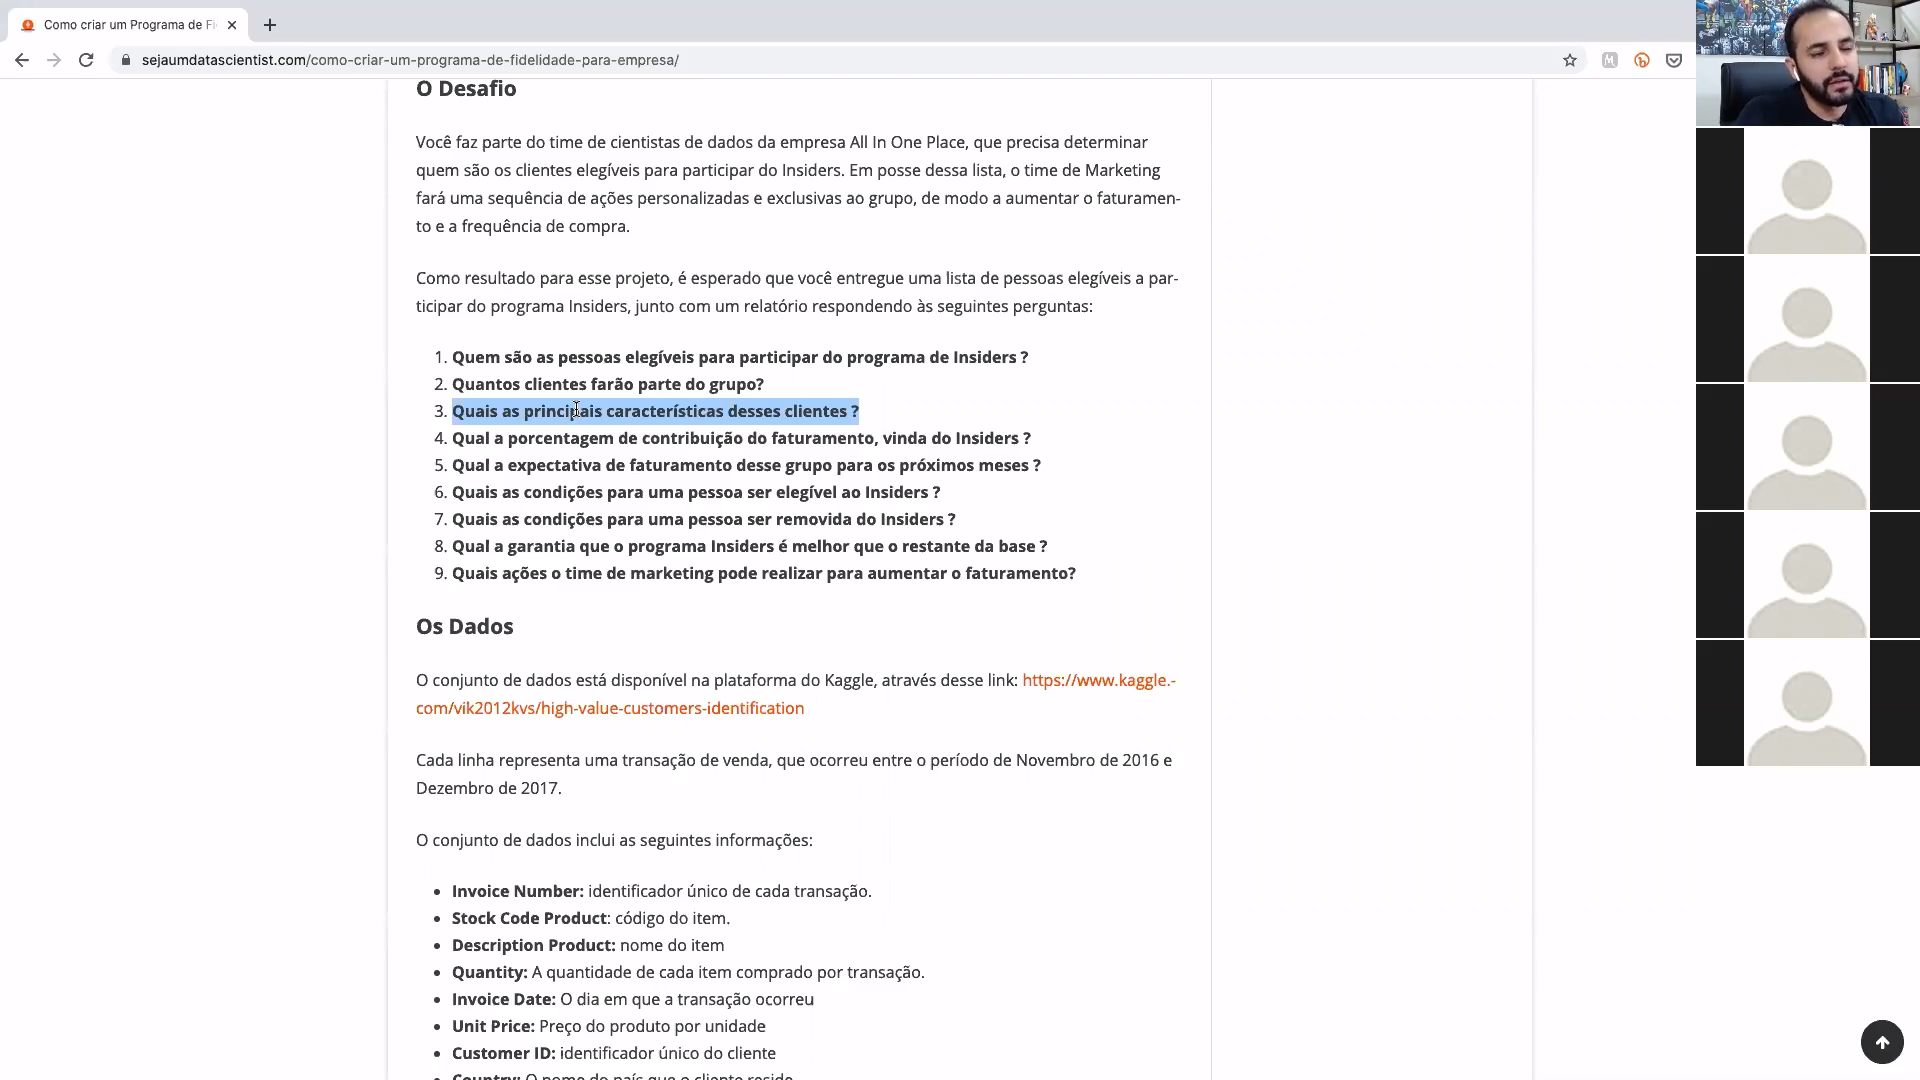 Como criar um Programa de Fi
sejaumdatascientist.com/como-criar-um-programa-de-fidelidade-para-empresa/
O Desafio
Você faz parte do time de cientistas de dados da empresa All In One Place, que precisa determinar
quem são os clientes elegíveis para participar do Insiders. Em posse dessa lista, o time de Marketing
fará uma sequência de ações personalizadas e exclusivas ao grupo, de modo a aumentar o faturamen-
to e a frequência de compra.
Como resultado para esse projeto, é esperado que você entregue uma lista de pessoas elegíveis a par-
ticipar do programa Insiders, junto com um relatório respondendo às seguintes perguntas:
1. Quem são as pessoas elegíveis para participar do programa de Insiders ?
2. Quantos clientes farão parte do grupo?
3. Quais as principais características desses clientes ?
4. Qual a porcentagem de contribuição do faturamento, vinda do Insiders ?
5. Qual a expectativa de faturamento desse grupo para os próximos meses ?
6. Quais as condições para uma pessoa ser elegível ao Insiders ?
7. Quais as condições para uma pessoa ser removida do Insiders ?
8. Qual a garantia que o programa Insiders é melhor que o restante da base ?
9. Quais ações o time de marketing pode realizar para aumentar o faturamento?
Os Dados
O conjunto de dados está disponível na plataforma do Kaggle, através desse link: https://www.kaggle.-
com/vik2012kvs/high-value-customers-identification
Cada linha representa uma transação de venda, que ocorreu entre o período de Novembro de 2016 e
Dezembro de 2017.
O conjunto de dados inclui as seguintes informações:
• Invoice Number: identificador único de cada transação.
• Stock Code Product: código do item.
• Description Product: nome do item
• Quantity: A quantidade de cada item comprado por transação.
• Invoice Date: O dia em que a transação ocorreu
• Unit Price: Preço do produto por unidade
• Customer ID: identificador único do cliente
• Country: O nome do país que o cliente reside.